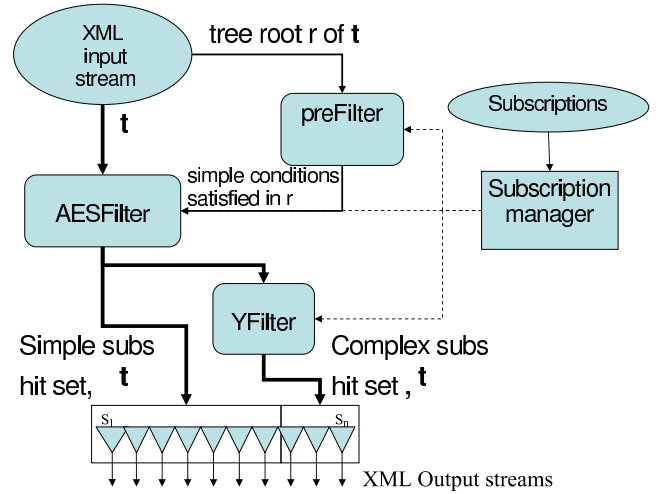 XML
input
stream
tree root r of t
t
preFilter
Subscriptions
simple conditions
satisfied in r
AESFilter
Subscription
manager
YFilter
Simple subs
hit set, t
Complex subs
hit set , t
S1
Sn
XML Output streams